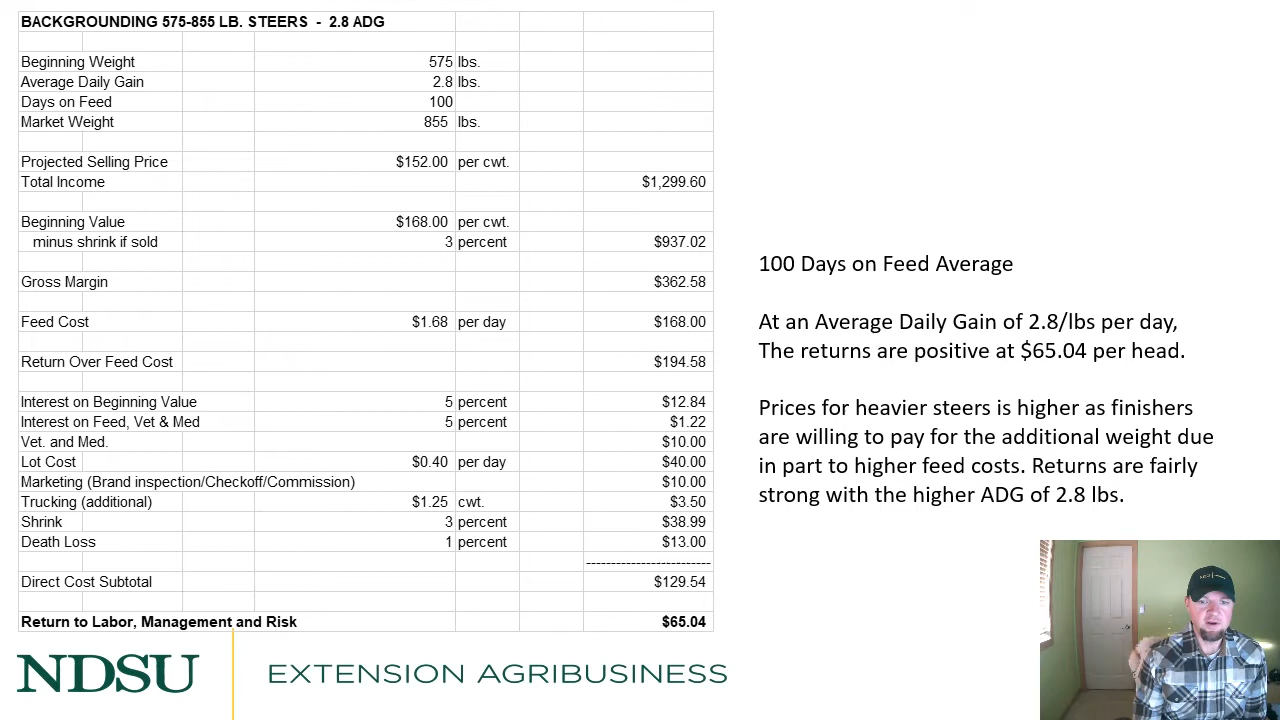 BACKGROUNDING 575-855 LB. STEERS - 2.8 ADG
Beginning Weight 575 lbs.
Average Daily Gain 2.8 lbs.
Days on Feed 100
Market Weight 855 lbs.
Projected Selling Price $152.00 per cwt.
Total Income $1,299.60
Beginning Value $168.00 per cwt.
minus shrink if sold 3 percent $937.02
Gross Margin $362.58
Feed Cost $1.68 per day $168.00
Return Over Feed Cost $194.58
Interest on Beginning Value 5 percent $12.84
Interest on Feed, Vet & Med 5 percent $1.22
Vet. and Med. $10.00
Lot Cost $0.40 per day $40.00
Marketing (Brand inspection/Checkoff/Commission) $10.00
Trucking (additional) $1.25 cwt. $3.50
Shrink 3 percent $38.99
Death Loss 1 percent $13.00
-------------------------
Direct Cost Subtotal $129.54
Return to Labor, Management and Risk $65.04
100 Days on Feed Average
At an Average Daily Gain of 2.8/lbs per day,
The returns are positive at $65.04 per head.
Prices for heavier steers is higher as finishers
are willing to pay for the additional weight due
in part to higher feed costs. Returns are fairly
strong with the higher ADG of 2.8 lbs.
NDSU EXTENSION AGRIBUSINESS